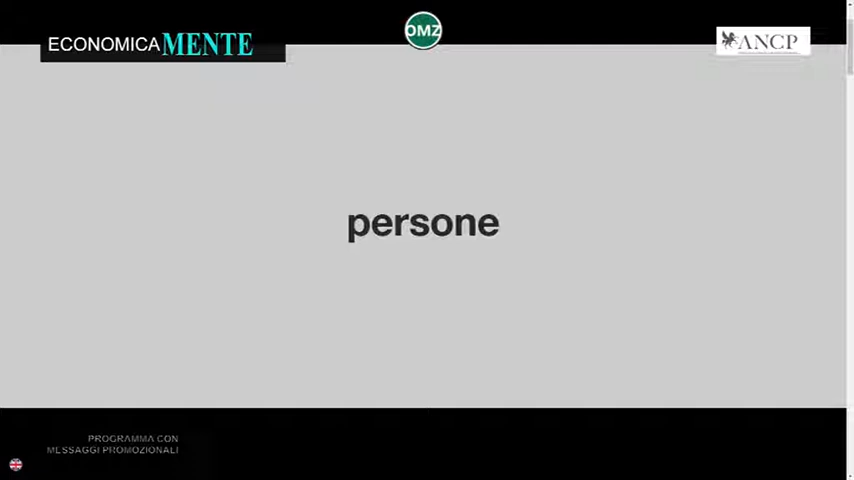 ECONOMICAMENTE
OMZ
ANCP
persone
PROGRAMMA CON
MESSAGGI PROMOZIONALI